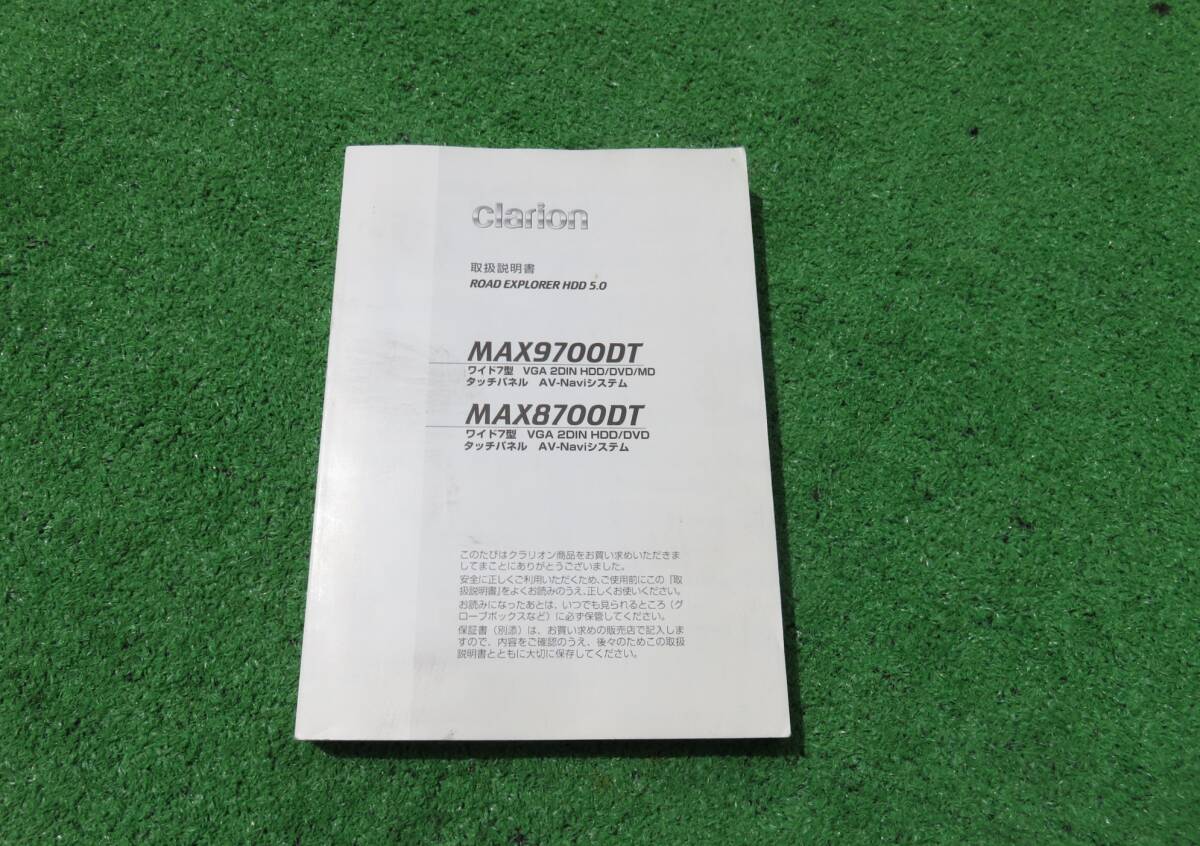 clarion
取扱説明書
ROAD EXPLORER HDD 5.0
MAX9700DT
ワイド7型 VGA 2DIN HDD/DVD/MD
タッチパネル AV-Naviシステム
MAX8700DT
ワイド7型 VGA 2DIN HDD/DVD
タッチパネル AV-Naviシステム
このたびはクラリオン商品をお買い求めいただきま
してまことにありがとうございました。
安全に正しくご利用いただくため、ご使用前にこの『取
扱説明書』をよくお読みのうえ、正しくお使いください。
お読みになったあとは、いつでも見られるところ（グ
ローブボックスなど）に必ず保管してください。
保証書（別添）は、お買い求めの販売店で記入しま
すので、内容をご確認のうえ、後々のためこの取扱
説明書とともに大切に保存してください。